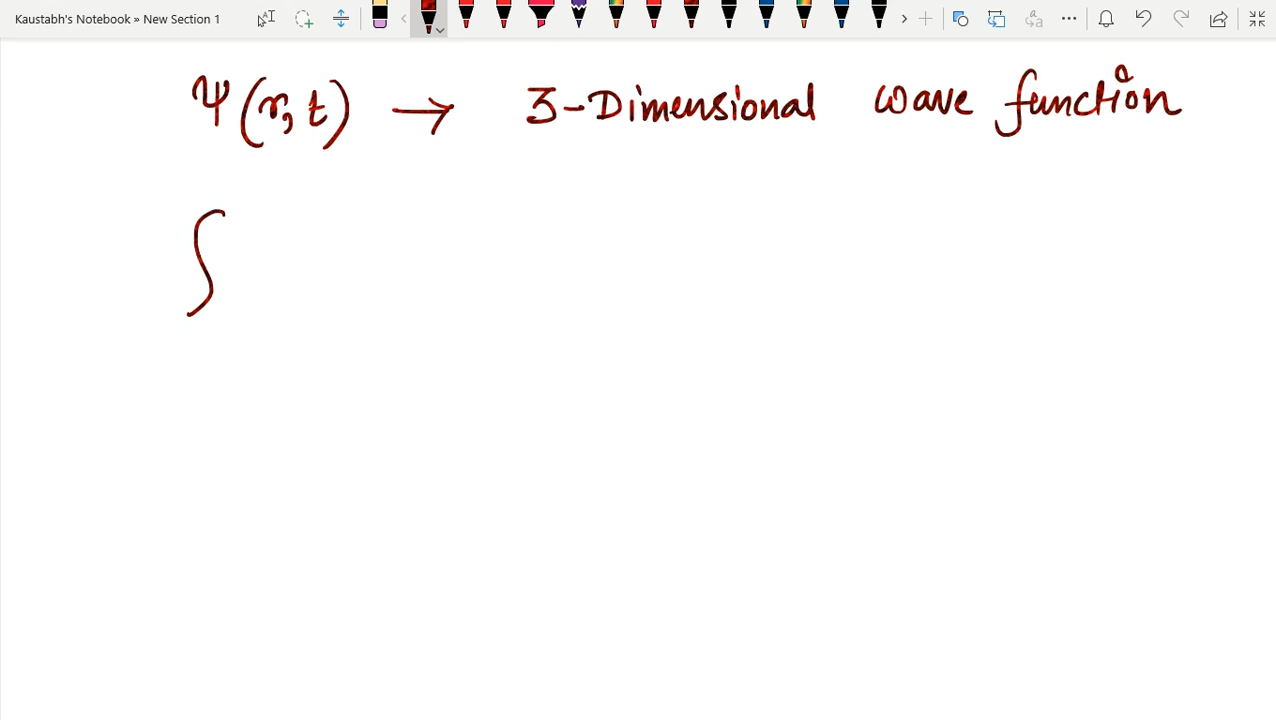 Kaustabh's Notebook » New Section 1
Ψ(r, t) → 3-Dimensional wave function
∫